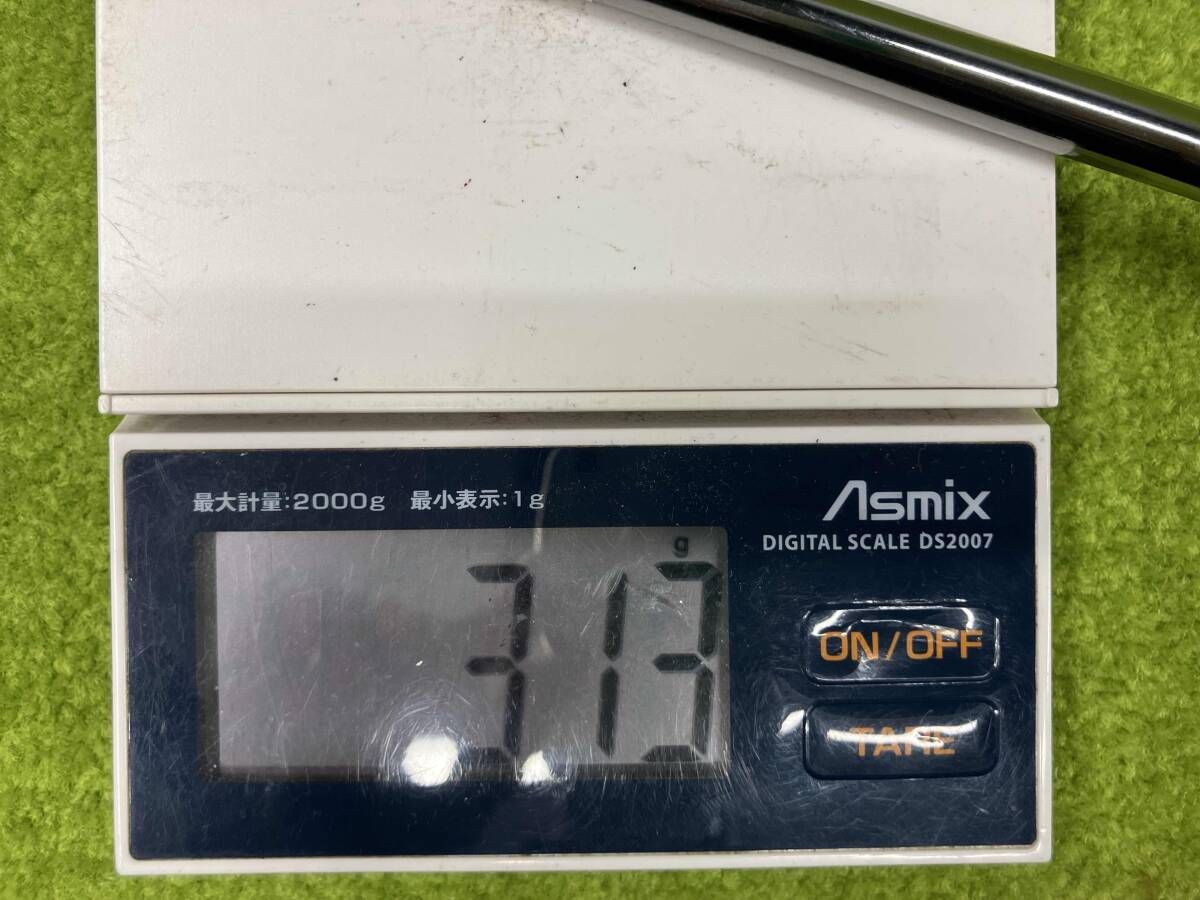 最大計量:2000g 最小表示:1g
Asmix
DIGITAL SCALE DS2007
g
313
ON/OFF
TARE